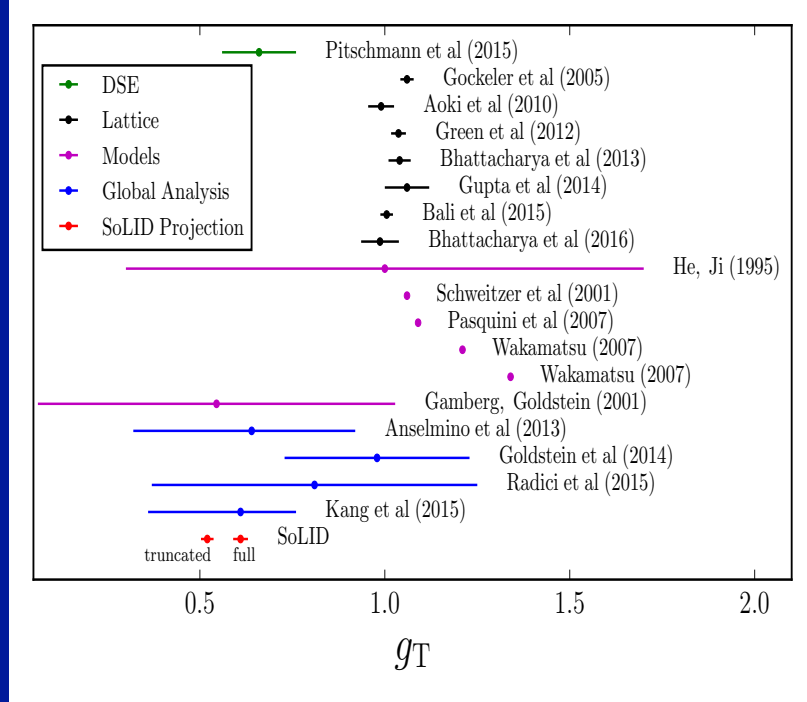 Pitschmann et al (2015)
DSE
Lattice
Models
Global Analysis
SoLID Projection
Gockeler et al (2005)
Aoki et al (2010)
Green et al (2012)
Bhattacharya et al (2013)
Gupta et al (2014)
Bali et al (2015)
Bhattacharya et al (2016)
He, Ji (1995)
Schweitzer et al (2001)
Pasquini et al (2007)
Wakamatsu (2007)
Wakamatsu (2007)
Gamberg, Goldstein (2001)
Anselmino et al (2013)
Goldstein et al (2014)
Radici et al (2015)
Kang et al (2015)
SoLID
truncated full
0.5 1.0 1.5 2.0
gT